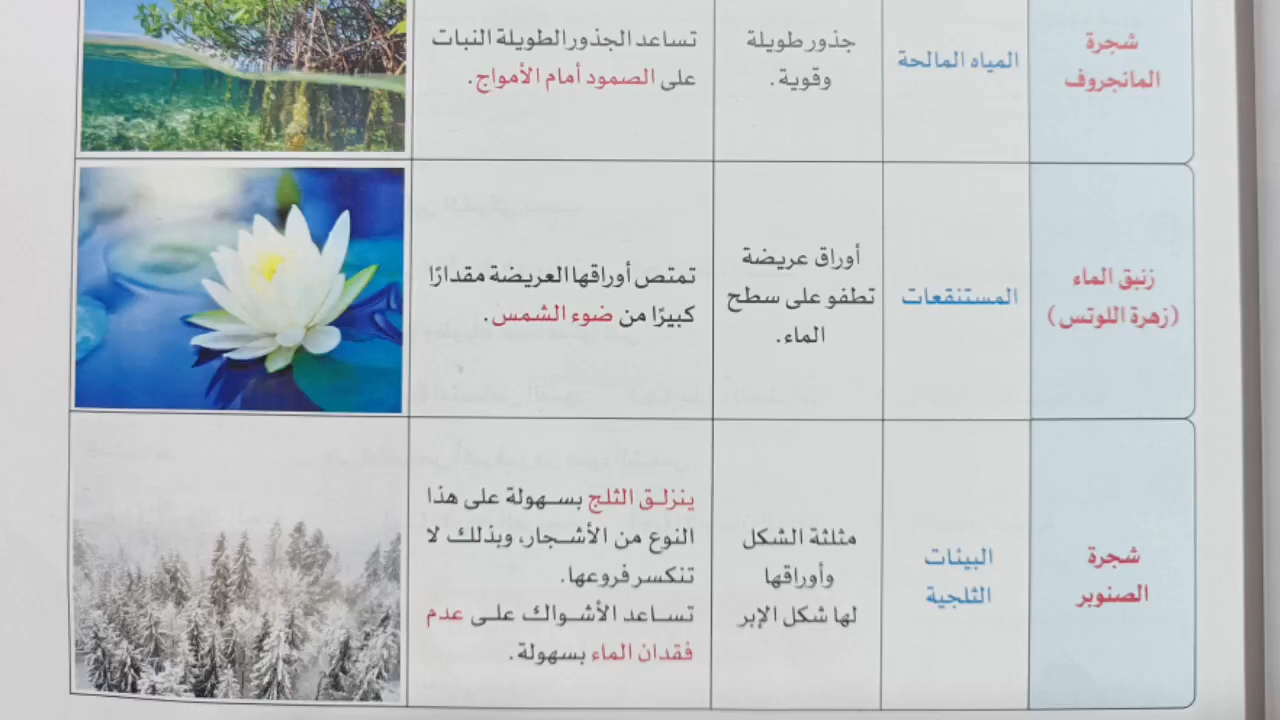 شجرة
المانجروف
المياه المالحة
جذور طويلة
وقوية.
تساعد الجذور الطويلة النبات
على الصمود أمام الأمواج.
زنبق الماء
(زهرة اللوتس)
المستنقعات
أوراق عريضة
تطفو على سطح
الماء.
تمتص أوراقها العريضة مقدارًا
كبيرًا من ضوء الشمس.
شجرة
الصنوبر
البيئات
الثلجية
مثلثة الشكل
وأوراقها
لها شكل الإبر
ينزلق الثلج بسهولة على هذا
النوع من الأشجار، وبذلك لا
تنكسر فروعها.
تساعد الأشواك على عدم
فقدان الماء بسهولة.